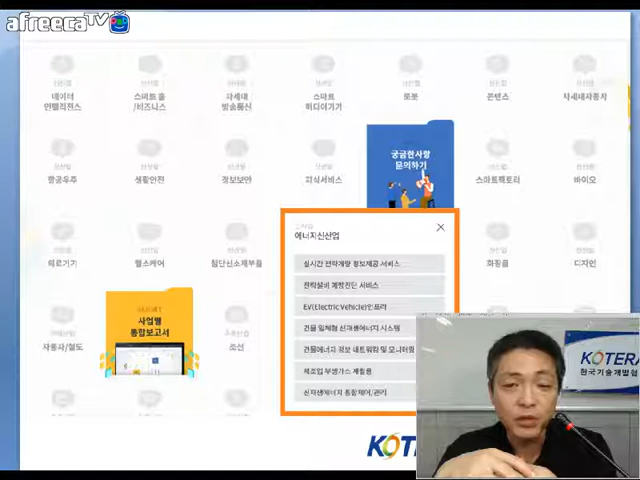 afreecaTV
데이터
인텔리전스
스마트 홈
/비즈니스
차세대
방송통신
스마트
미디어기기
로봇
콘텐츠
차세대자동차
항공우주
생활안전
정보보안
지식서비스
궁금한사항
문의하기
스마트팩토리
바이오
의료기기
헬스케어
첨단신소재부품
에너지신산업
화장품
디자인
실시간 전력계량 정보제공 서비스
전력설비 예방진단 서비스
EV(Electric Vehicle)인프라
건물 일체형 신재생에너지 시스템
건물에너지 정보 네트워킹 및 모니터링
제조업 부생가스 재활용
신재생에너지 통합제어/관리
사업별
통합보고서
자동차/철도
조선
KOTERA
한국기술개발협